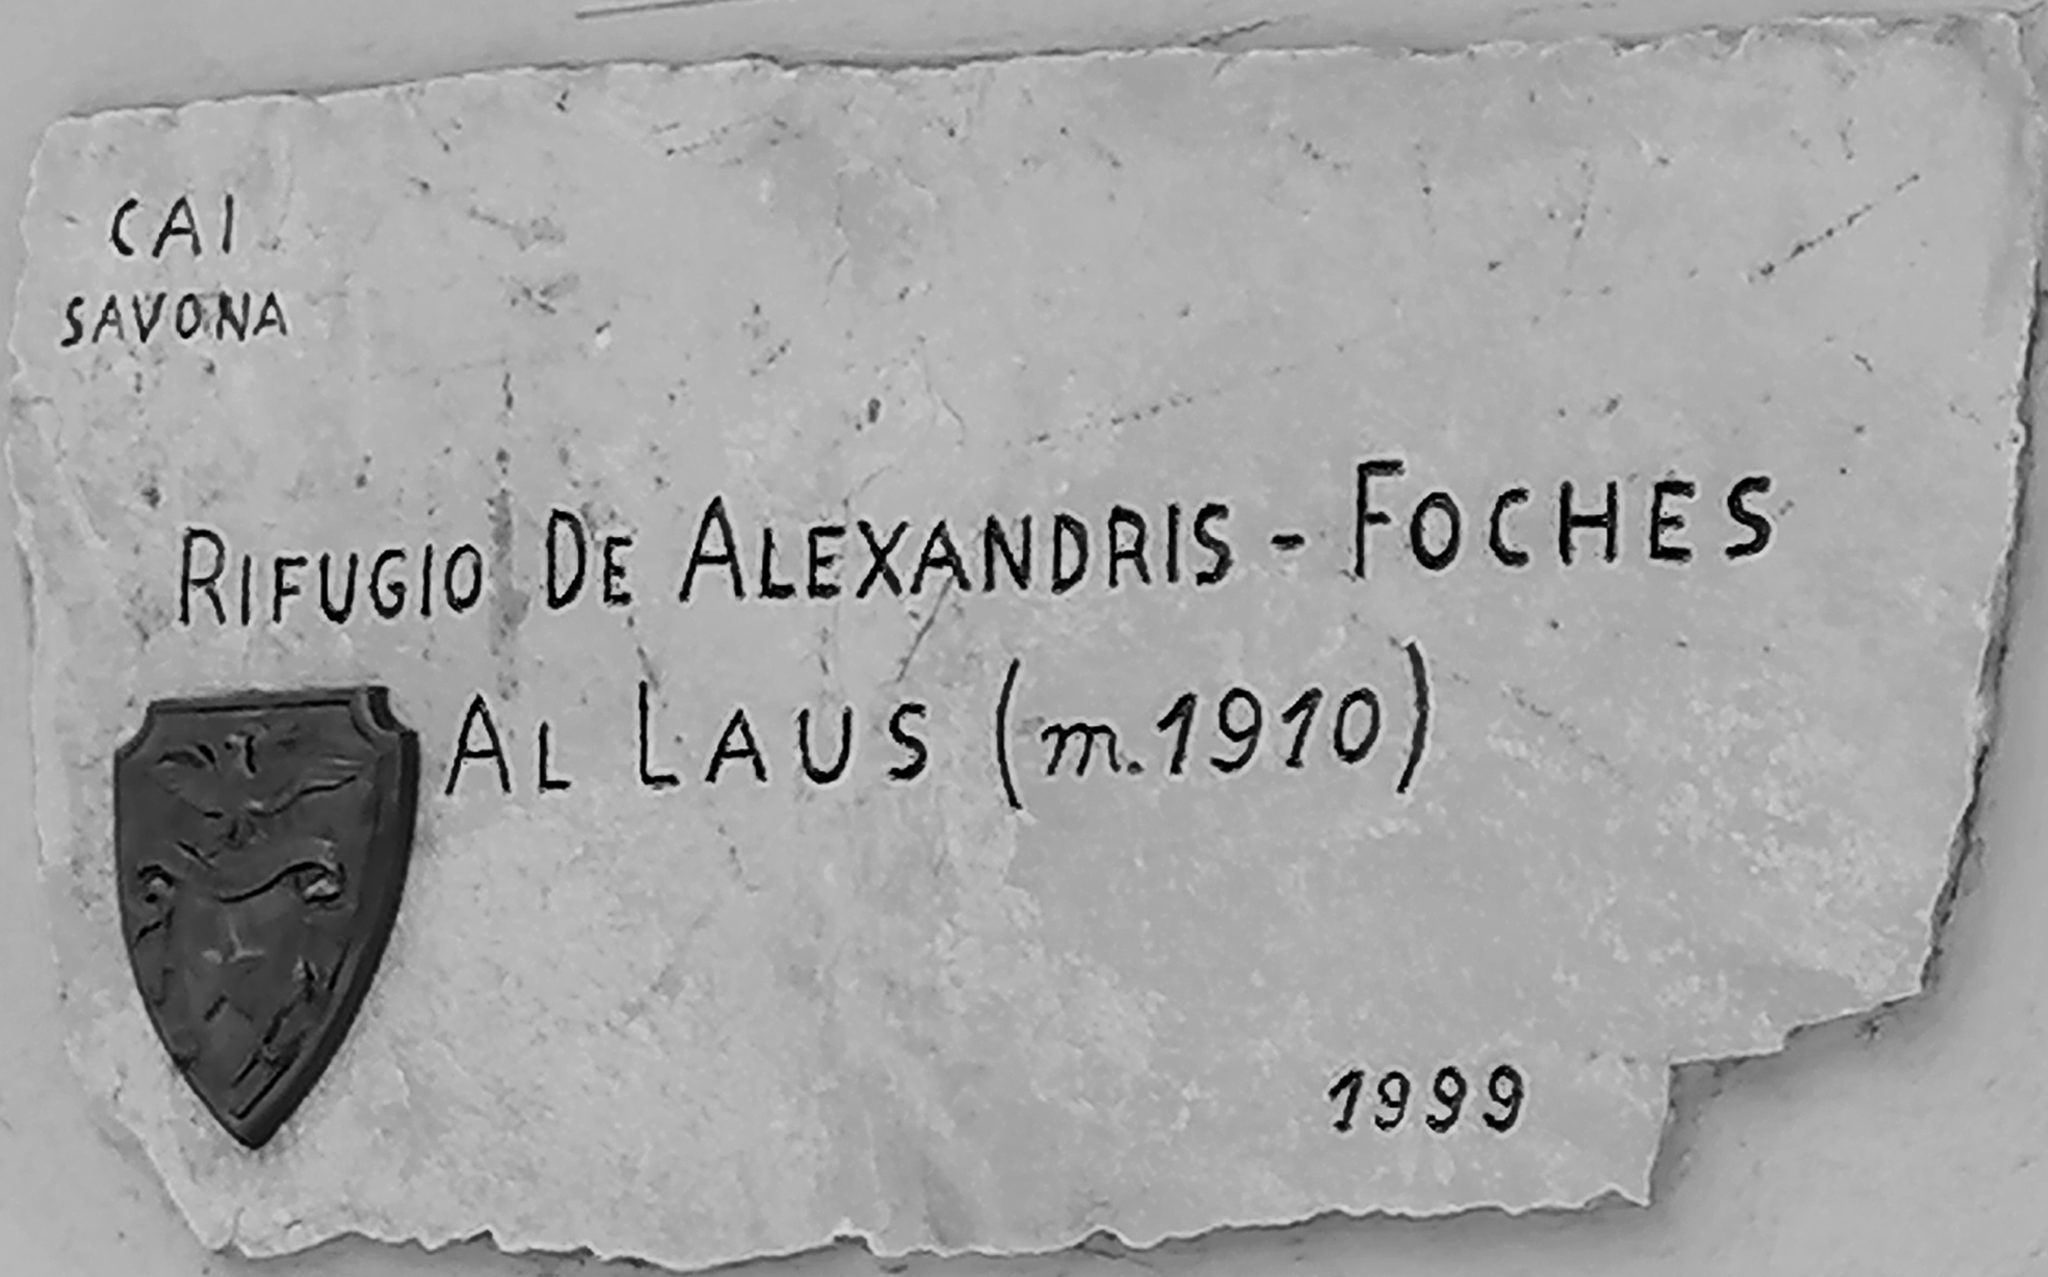 CAI
SAVONA
RIFUGIO DE ALEXANDRIS - FOCHES
AL LAUS (m.1910)
1999